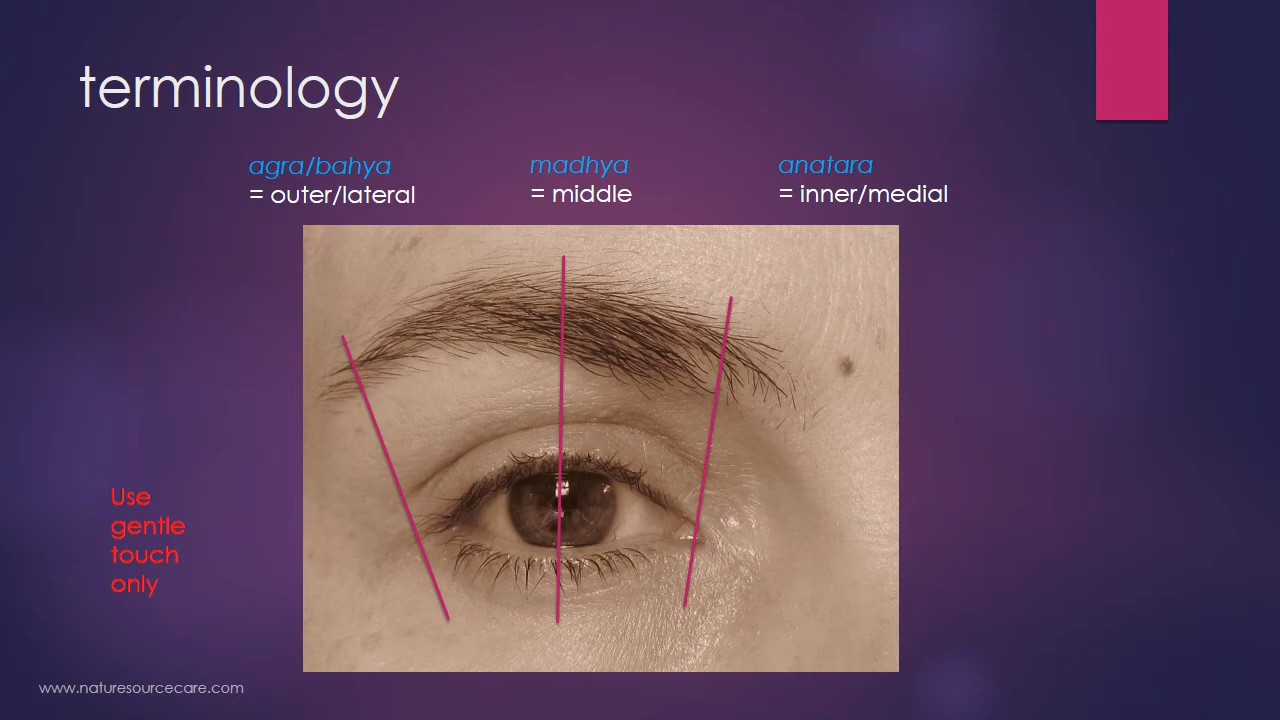 terminology
agra/bahya
= outer/lateral
madhya
= middle
anatara
= inner/medial
Use
gentle
touch
only
www.naturesourcecare.com